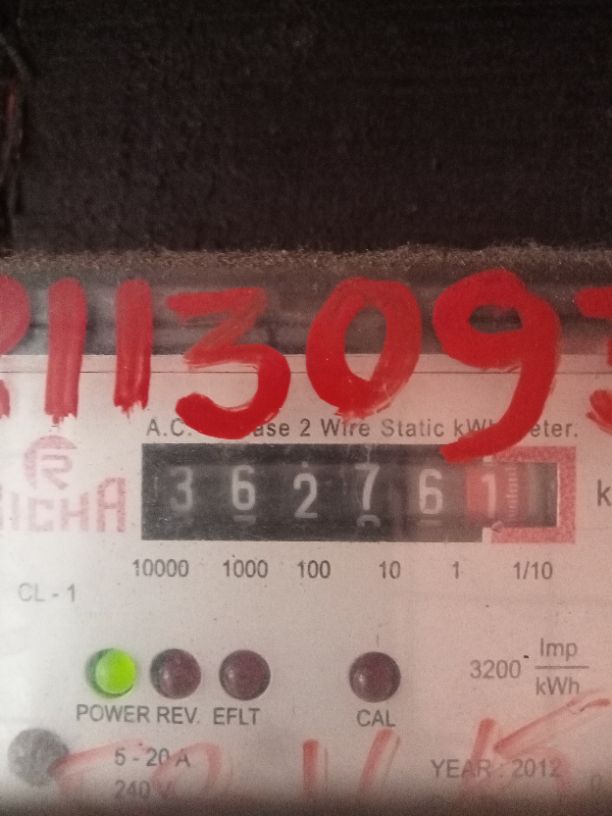 113093
A.C. ase 2 Wire Static kWh eter.
RICHA
3 6 2 7 6 1
k
10000 1000 100 10 1 1/10
CL - 1
3200 Imp
kWh
POWER REV. EFLT CAL
5 - 20 A
240 V
YEAR : 2012